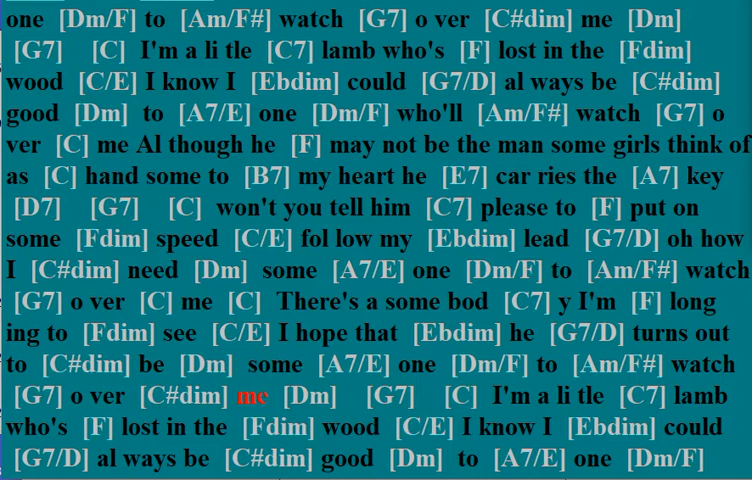 one [Dm/F] to [Am/F#] watch [G7] o ver [C#dim] me [Dm]
[G7] [C] I'm a li tle [C7] lamb who's [F] lost in the [Fdim]
wood [C/E] I know I [Ebdim] could [G7/D] al ways be [C#dim]
good [Dm] to [A7/E] one [Dm/F] who'll [Am/F#] watch [G7] o
ver [C] me Al though he [F] may not be the man some girls think of
as [C] hand some to [B7] my heart he [E7] car ries the [A7] key
[D7] [G7] [C] won't you tell him [C7] please to [F] put on
some [Fdim] speed [C/E] fol low my [Ebdim] lead [G7/D] oh how
I [C#dim] need [Dm] some [A7/E] one [Dm/F] to [Am/F#] watch
[G7] o ver [C] me [C] There's a some bod [C7] y I'm [F] long
ing to [Fdim] see [C/E] I hope that [Ebdim] he [G7/D] turns out
to [C#dim] be [Dm] some [A7/E] one [Dm/F] to [Am/F#] watch
[G7] o ver [C#dim] me [Dm] [G7] [C] I'm a li tle [C7] lamb
who's [F] lost in the [Fdim] wood [C/E] I know I [Ebdim] could
[G7/D] al ways be [C#dim] good [Dm] to [A7/E] one [Dm/F]